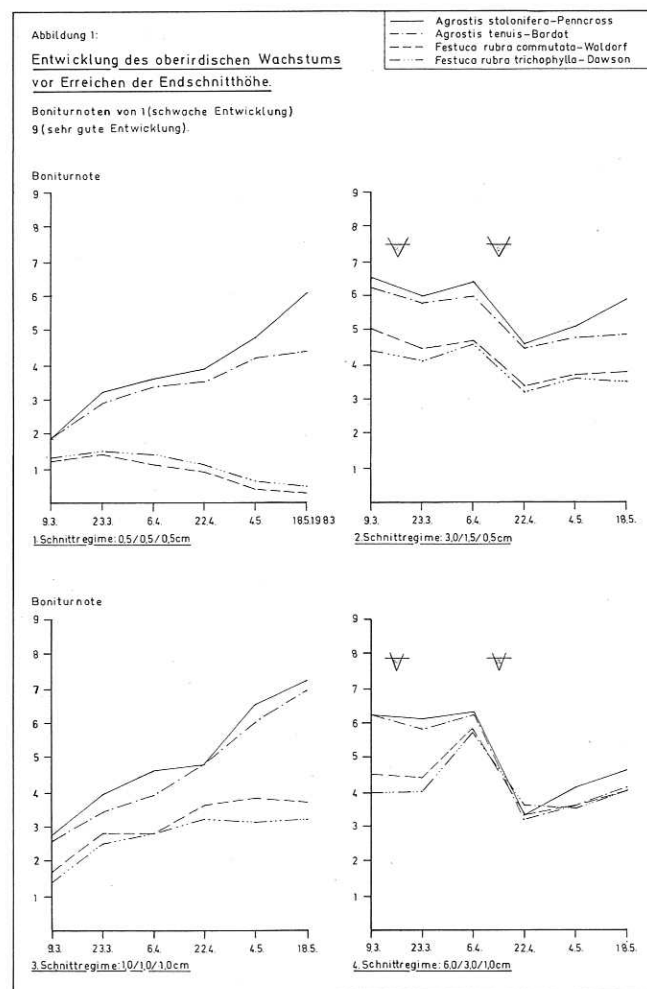 Abbildung 1:
Entwicklung des oberirdischen Wachstums
vor Erreichen der Endschnitthöhe.
Boniturnoten von 1 (schwache Entwicklung)
9 (sehr gute Entwicklung).
Agrostis stolonifera-Penncross
Agrostis tenuis-Bardot
Festuca rubra commutata-Waldorf
Festuca rubra trichophylla-Dawson
Boniturnote
9
8
7
6
5
4
3
2
1
9.3. 23.3. 6.4. 22.4. 4.5. 18.5.1983
1.Schnittregime: 0,5/0,5/0,5cm
9
8
7
6
5
4
3
2
1
9.3. 23.3. 6.4. 22.4. 4.5. 18.5.
2.Schnittregime: 3,0/1,5/0,5cm
Boniturnote
9
8
7
6
5
4
3
2
1
9.3. 23.3. 6.4. 22.4. 4.5. 18.5.
3.Schnittregime: 1,0/1,0/1,0cm
9
8
7
6
5
4
3
2
1
9.3. 23.3. 6.4. 22.4. 4.5. 18.5.
4.Schnittregime: 6,0/3,0/1,0cm